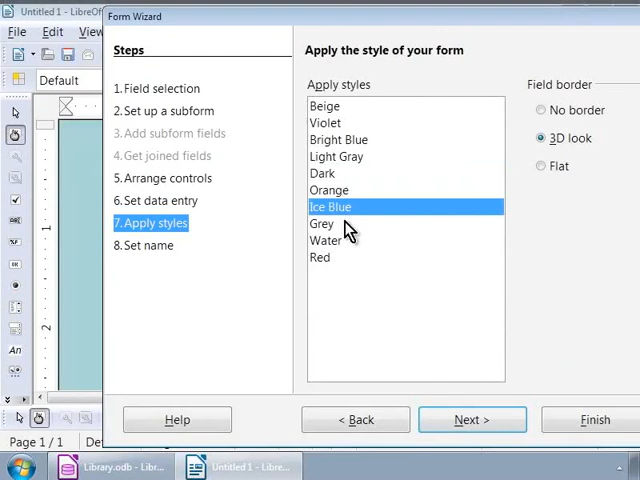 Untitled 1 - LibreOf
Form Wizard
File
Edit
Default
Steps
1. Field selection
2. Set up a subform
3. Add subform fields
4. Get joined fields
5. Arrange controls
6. Set data entry
7. Apply styles
8. Set name
Apply the style of your form
Apply styles
Beige
Violet
Bright Blue
Light Gray
Dark
Orange
Ice Blue
Grey
Water
Red
Field border
No border
3D look
Flat
1
2
An
Help
< Back
Next >
Finish
Page 1 / 1
Library.odb - Libr...
Untitled 1 - Libre...